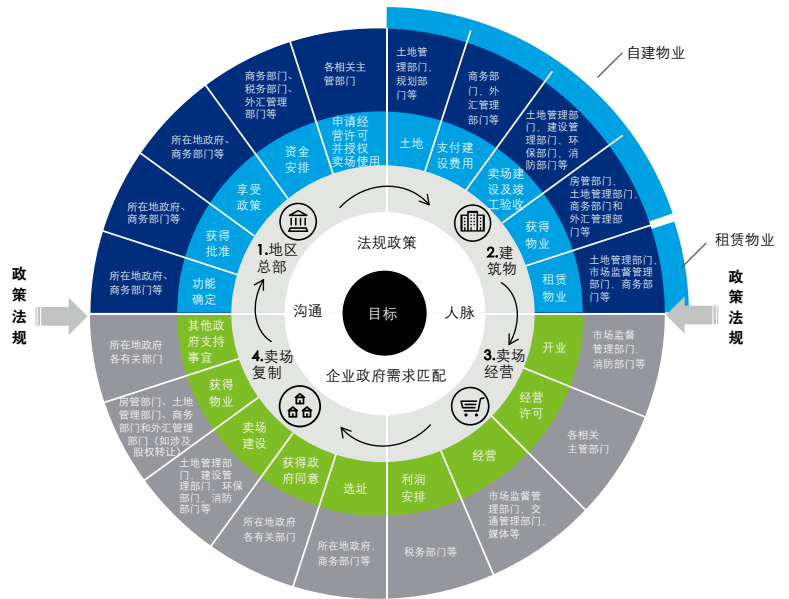 自建物业
租赁物业
政
策
法
规
政
策
法
规
目标
法规政策
人脉
企业政府需求匹配
沟通
1.地区
总部
2.建
筑物
3.卖场
经营
4.卖场
复制
功能
确定
所在地政府、
商务部门等
获得
批准
所在地政府、
商务部门等
享受
政策
所在地政府、
商务部门等
资金
安排
商务部门、
税务部门、
外汇管理
部门等
申请经
营许可
并授权
卖场使用
各相关主
管部门
土地
土地管
理部门、
规划部
门等
支付建
设费用
商务部
门、外
汇管理
部门等
卖场建
设及竣
工验收
土地管理部
门、建设管
理部门、环
保部门、消
防部门等
获得
物业
房管部门、
土地管理部门、
商务部门和
外汇管理部
门等
租赁
物业
土地管理部门、
市场监督管理
部门、商务部
门等
开业
市场监督
管理部门、
消防部门等
经营
许可
各相关
主管部门
经营
市场监督管
理部门、交
通管理部门、
媒体等
利润
安排
税务部门等
选址
所在地政府、
商务部门等
获得政
府同意
所在地政府
各有关部门
卖场
建设
土地管理部
门、建设管
理部门、环保
部门、消防
部门等
获得
物业
房管部门、土地
管理部门、商务
部门和外汇管理
部门（如涉及
股权转让）
其他政
府支持
事宜
所在地政府
各有关部门